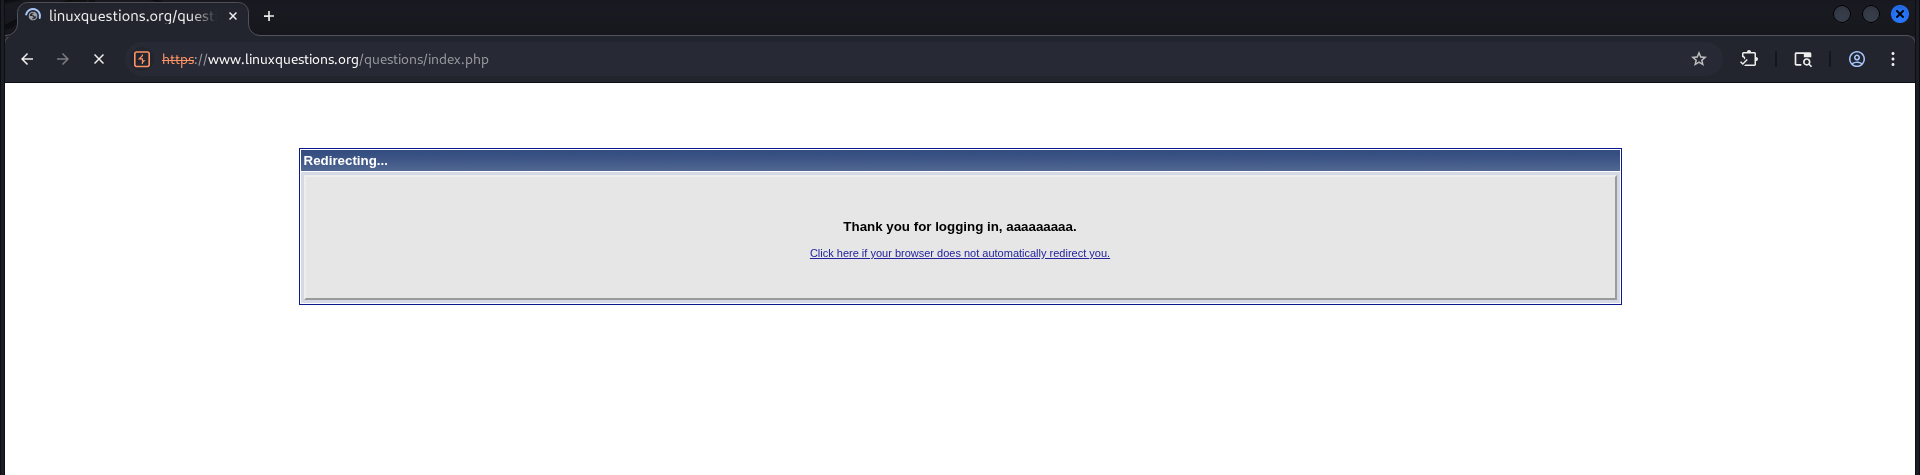 linuxquestions.org/quest
https://www.linuxquestions.org/questions/index.php
Redirecting...
Thank you for logging in, aaaaaaaaa.
Click here if your browser does not automatically redirect you.